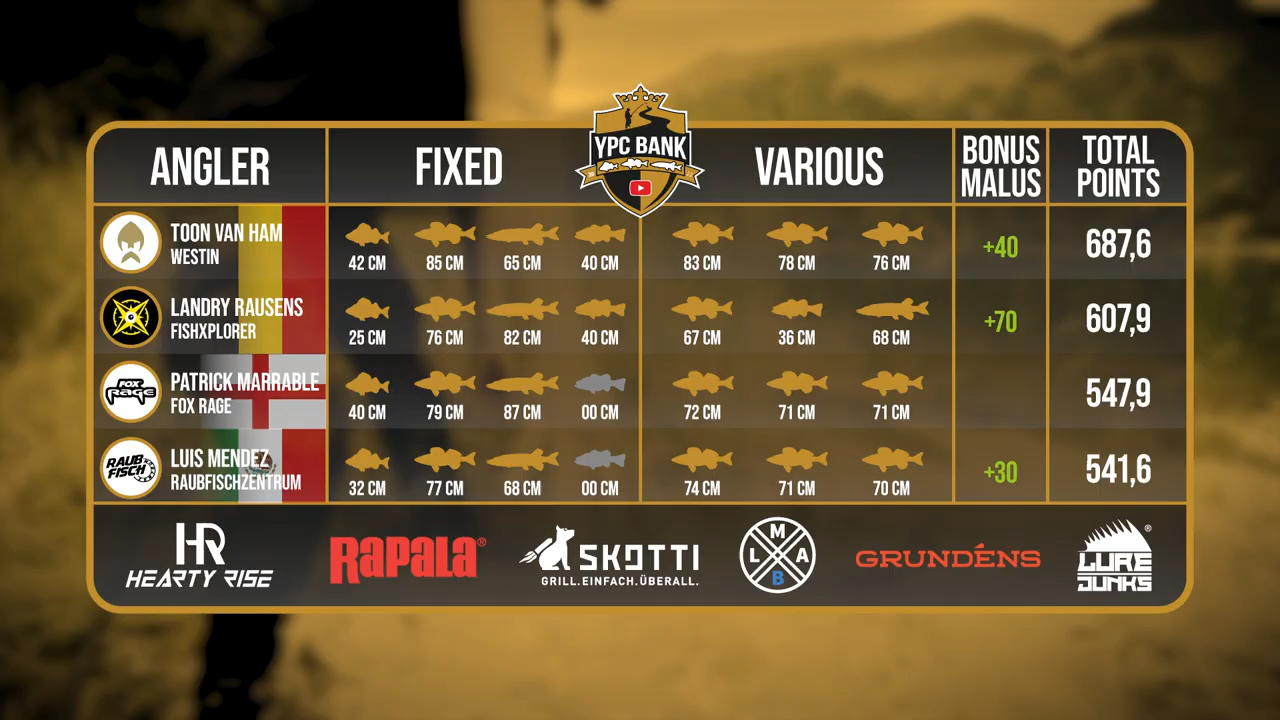 YPC BANK
ANGLER FIXED VARIOUS BONUS MALUS TOTAL POINTS
TOON VAN HAM
WESTIN
42 CM 85 CM 65 CM 40 CM 83 CM 78 CM 76 CM +40 687,6
LANDRY RAUSENS
FISHXPLORER
25 CM 76 CM 82 CM 40 CM 67 CM 36 CM 68 CM +70 607,9
FOX RAGE
PATRICK MARRABLE
FOX RAGE
40 CM 79 CM 87 CM 00 CM 72 CM 71 CM 71 CM 547,9
RAUB FISCH
LUIS MENDEZ
RAUBFISCHZENTRUM
32 CM 77 CM 68 CM 00 CM 74 CM 71 CM 70 CM +30 541,6
HR
HEARTY RISE
RAPALA®
SKOTTI
GRILL.EINFACH.ÜBERALL.
L M A B
GRUNDÉNS
LURE JUNKS®